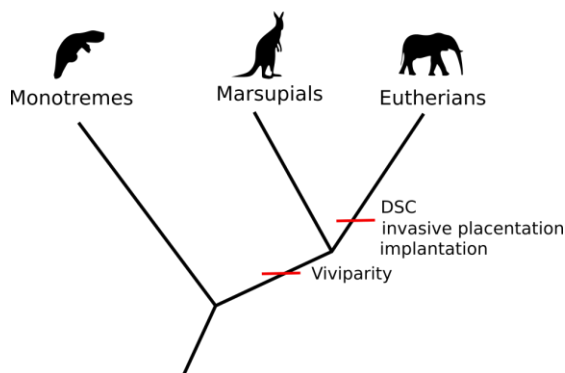 Monotremes
Marsupials
Eutherians
DSC
invasive placentation
implantation
Viviparity